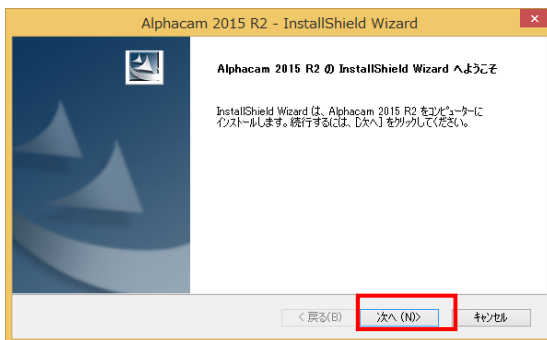 Alphacam 2015 R2 - InstallShield Wizard
Alphacam 2015 R2 の InstallShield Wizard へようこそ
InstallShield Wizard は、Alphacam 2015 R2 をコンピューターに
インストールします。続行するには、[次へ] をクリックしてください。
< 戻る(B)
次へ (N)>
キャンセル